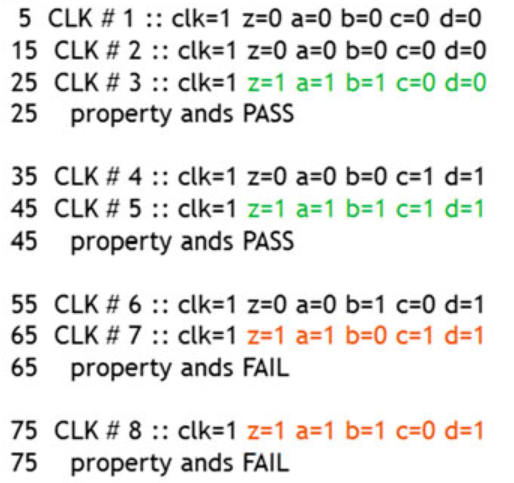 5 CLK # 1 :: clk=1 z=0 a=0 b=0 c=0 d=0
15 CLK # 2 :: clk=1 z=0 a=0 b=0 c=0 d=0
25 CLK # 3 :: clk=1 z=1 a=1 b=1 c=0 d=0
25 property ands PASS
35 CLK # 4 :: clk=1 z=0 a=0 b=0 c=1 d=1
45 CLK # 5 :: clk=1 z=1 a=1 b=1 c=1 d=1
45 property ands PASS
55 CLK # 6 :: clk=1 z=0 a=0 b=1 c=0 d=1
65 CLK # 7 :: clk=1 z=1 a=1 b=0 c=1 d=1
65 property ands FAIL
75 CLK # 8 :: clk=1 z=1 a=1 b=1 c=0 d=1
75 property ands FAIL